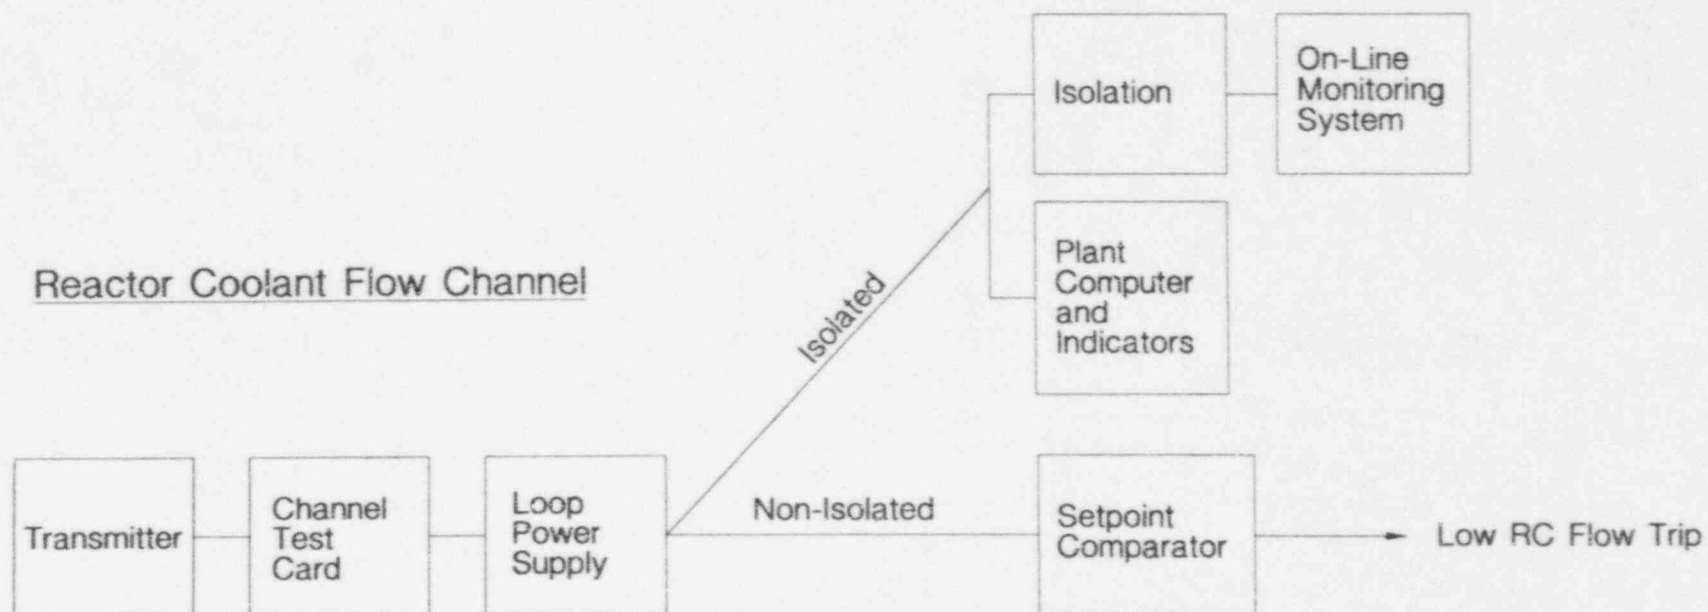 Isolation
On-Line
Monitoring
System
Reactor Coolant Flow Channel
Isolated
Plant
Computer
and
Indicators
Transmitter
Channel
Test
Card
Loop
Power
Supply
Non-Isolated
Setpoint
Comparator
Low RC Flow Trip